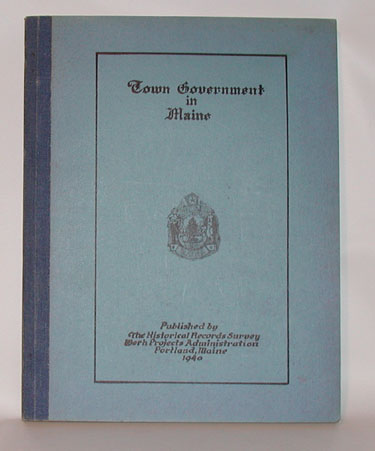 Town Government
in
Maine
Published by
The Historical Records Survey
Work Projects Administration
Portland, Maine
1940